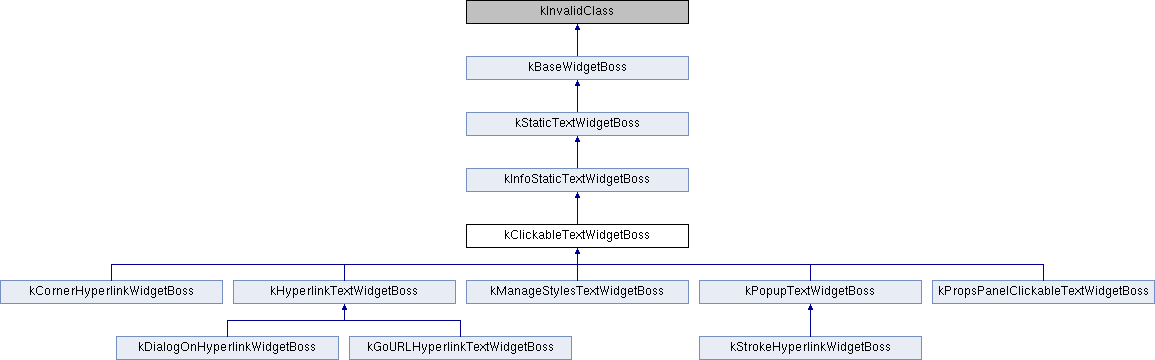 kInvalidClass
kBaseWidgetBoss
kStaticTextWidgetBoss
kInfoStaticTextWidgetBoss
kClickableTextWidgetBoss
kCornerHyperlinkWidgetBoss
kHyperlinkTextWidgetBoss
kManageStylesTextWidgetBoss
kPopupTextWidgetBoss
kPropsPanelClickableTextWidgetBoss
kDialogOnHyperlinkWidgetBoss
kGoURLHyperlinkTextWidgetBoss
kStrokeHyperlinkWidgetBoss